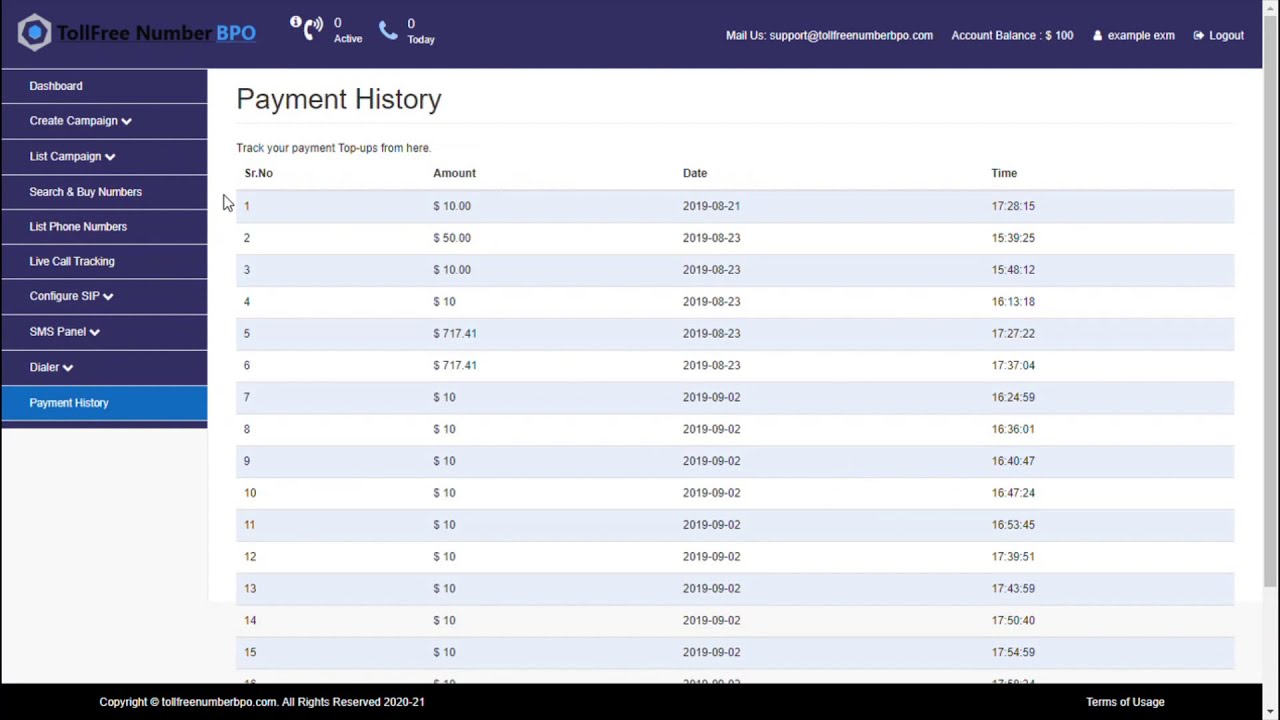 TollFree Number BPO
0 Active
0 Today
Mail Us: support@tollfreenumberbpo.com
Account Balance : $ 100
example exm
Logout
Dashboard
Create Campaign
List Campaign
Search & Buy Numbers
List Phone Numbers
Live Call Tracking
Configure SIP
SMS Panel
Dialer
Payment History
Payment History
Track your payment Top-ups from here.
Sr.No Amount Date Time
1 $ 10.00 2019-08-21 17:28:15
2 $ 50.00 2019-08-23 15:39:25
3 $ 10.00 2019-08-23 15:48:12
4 $ 10 2019-08-23 16:13:18
5 $ 717.41 2019-08-23 17:27:22
6 $ 717.41 2019-08-23 17:37:04
7 $ 10 2019-09-02 16:24:59
8 $ 10 2019-09-02 16:36:01
9 $ 10 2019-09-02 16:40:47
10 $ 10 2019-09-02 16:47:24
11 $ 10 2019-09-02 16:53:45
12 $ 10 2019-09-02 17:39:51
13 $ 10 2019-09-02 17:43:59
14 $ 10 2019-09-02 17:50:40
15 $ 10 2019-09-02 17:54:59
Copyright © tollfreenumberbpo.com. All Rights Reserved 2020-21
Terms of Usage